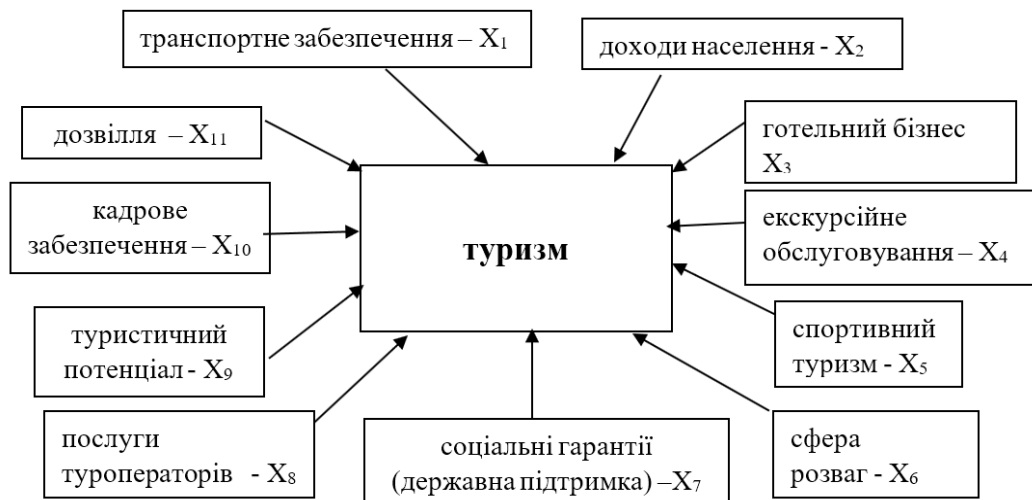 транспортне забезпечення – X₁
доходи населення - X₂
дозвілля – X₁₁
готельний бізнес
X₃
кадрове
забезпечення – X₁₀
туризм
екскурсійне
обслуговування – X₄
туристичний
потенціал - X₉
спортивний
туризм - X₅
послуги
туроператорів - X₈
соціальні гарантії
(державна підтримка) –X₇
сфера
розваг - X₆